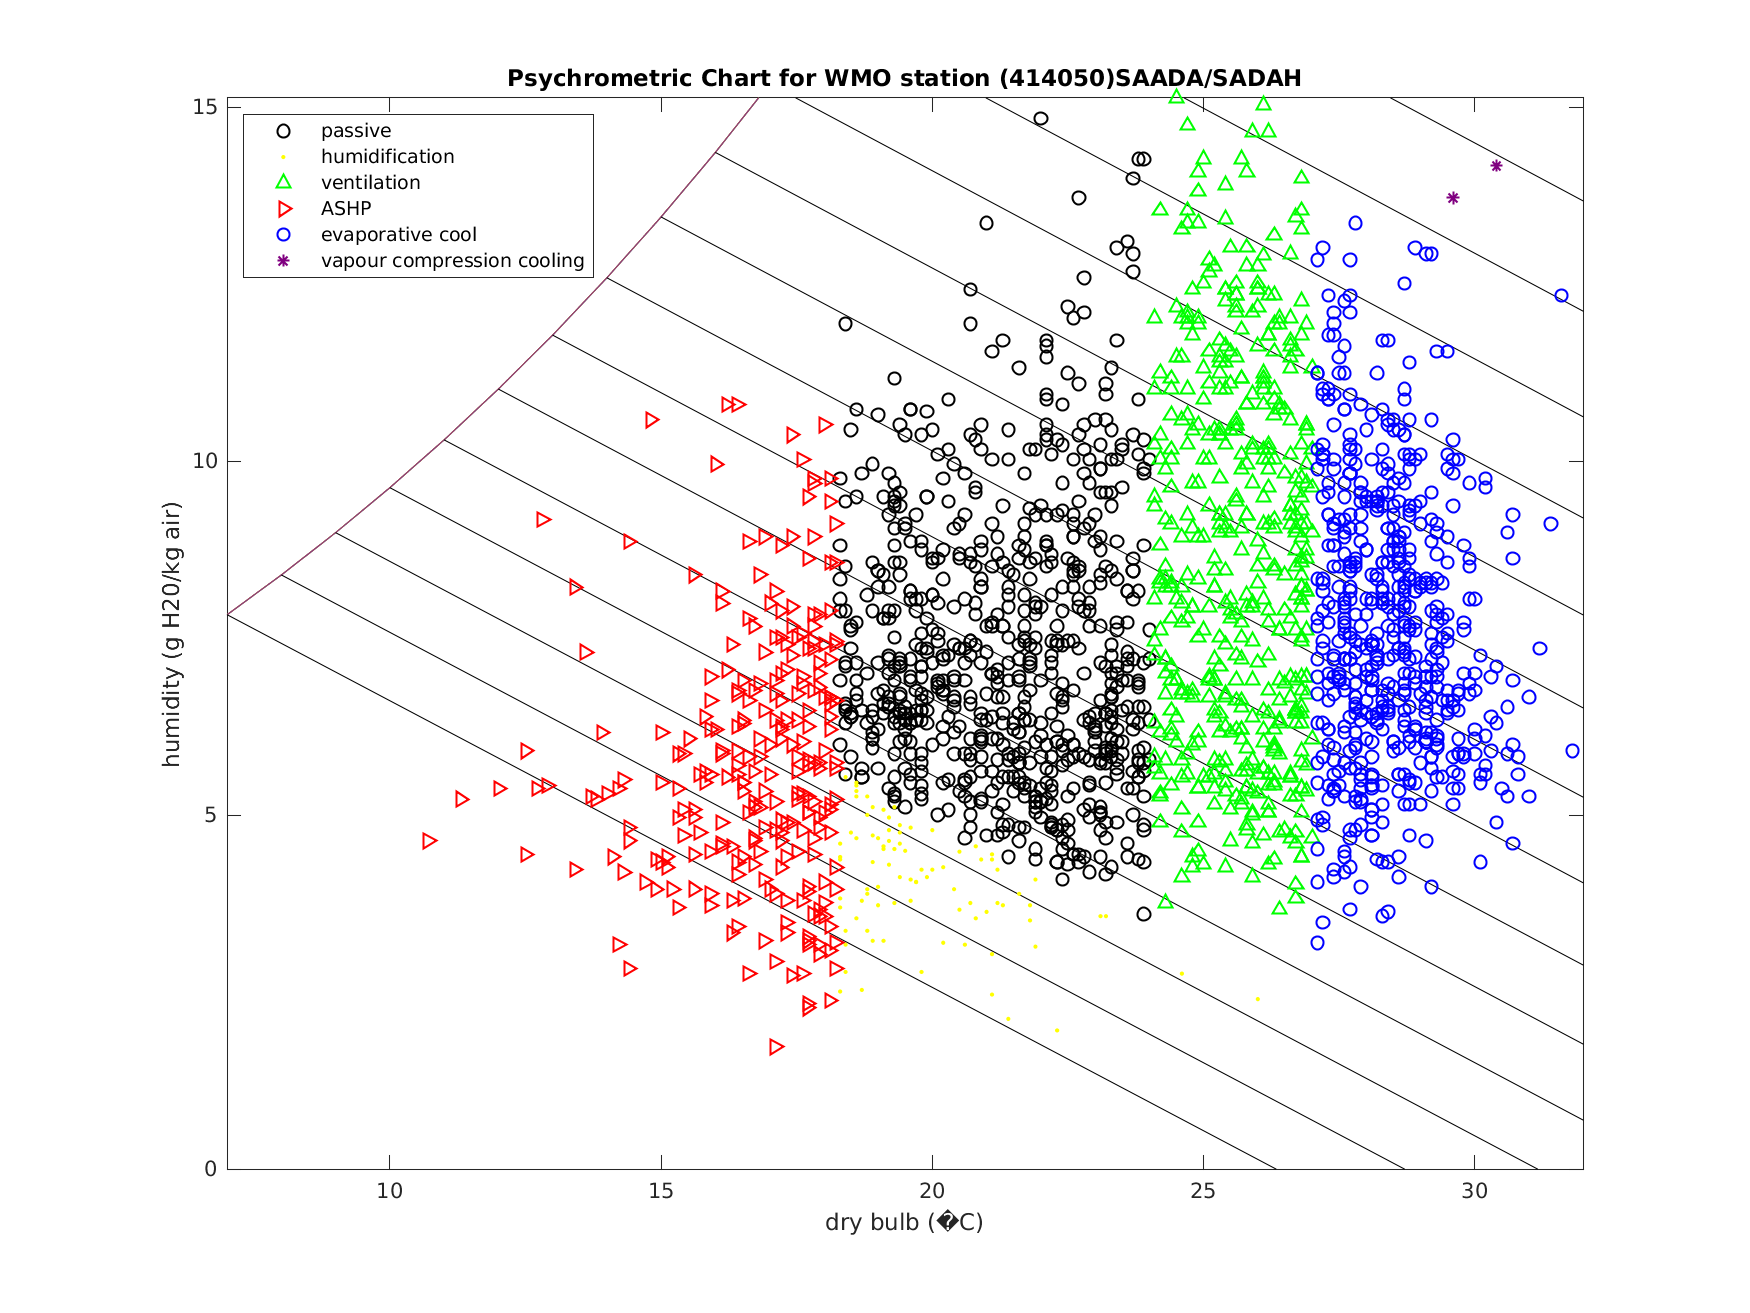 Psychrometric Chart for WMO station (414050)SAADA/SADAH
passive
humidification
ventilation
ASHP
evaporative cool
vapour compression cooling
15
10
5
0
humidity (g H20/kg air)
10 15 20 25 30
dry bulb (�C)